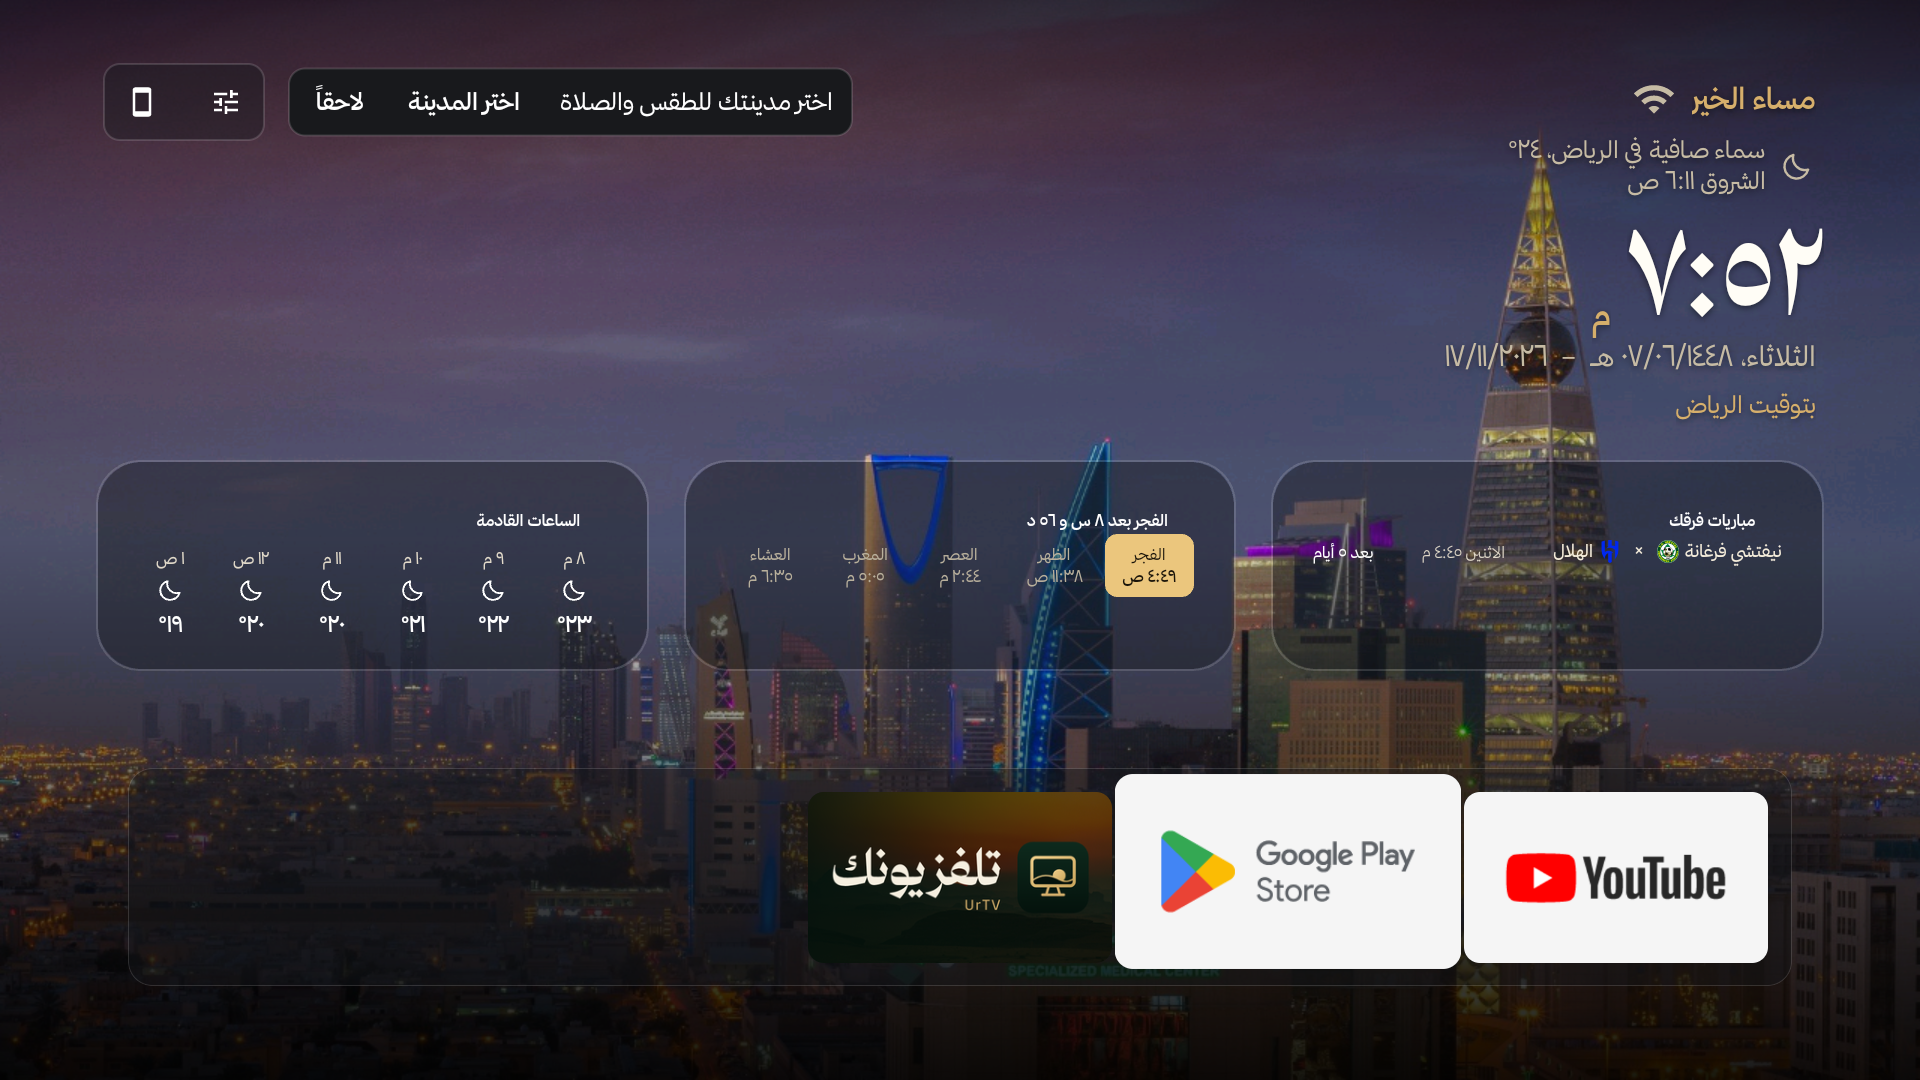 مساء الخير
سماء صافية في الرياض، ٢٤°
الشروق ٦:١١ ص
٧:٥٢ م
الثلاثاء، ٠٧/٠٦/١٤٤٨ هـ – ١٧/١١/٢٠٢٦
بتوقيت الرياض
اختر مدينتك للطقس والصلاة اختر المدينة لاحقاً
مباريات فرقك
نيفتشي فرغانة × الهلال الاثنين ٤:٤٥ م بعد ٥ أيام
الفجر بعد ٨ س و ٥٦ د
الفجر الظهر العصر المغرب العشاء
٤:٤٩ ص ١١:٣٨ ص ٢:٤٤ م ٥:٠٥ م ٦:٣٥ م
الساعات القادمة
٨ م ٩ م ١٠ م ١١ م ١٢ ص ١ ص
٢٣° ٢٢° ٢١° ٢٠° ٢٠° ١٩°
YouTube
Google Play
Store
تلفزيونك
UrTV
SPECIALIZED MEDICAL CENTER